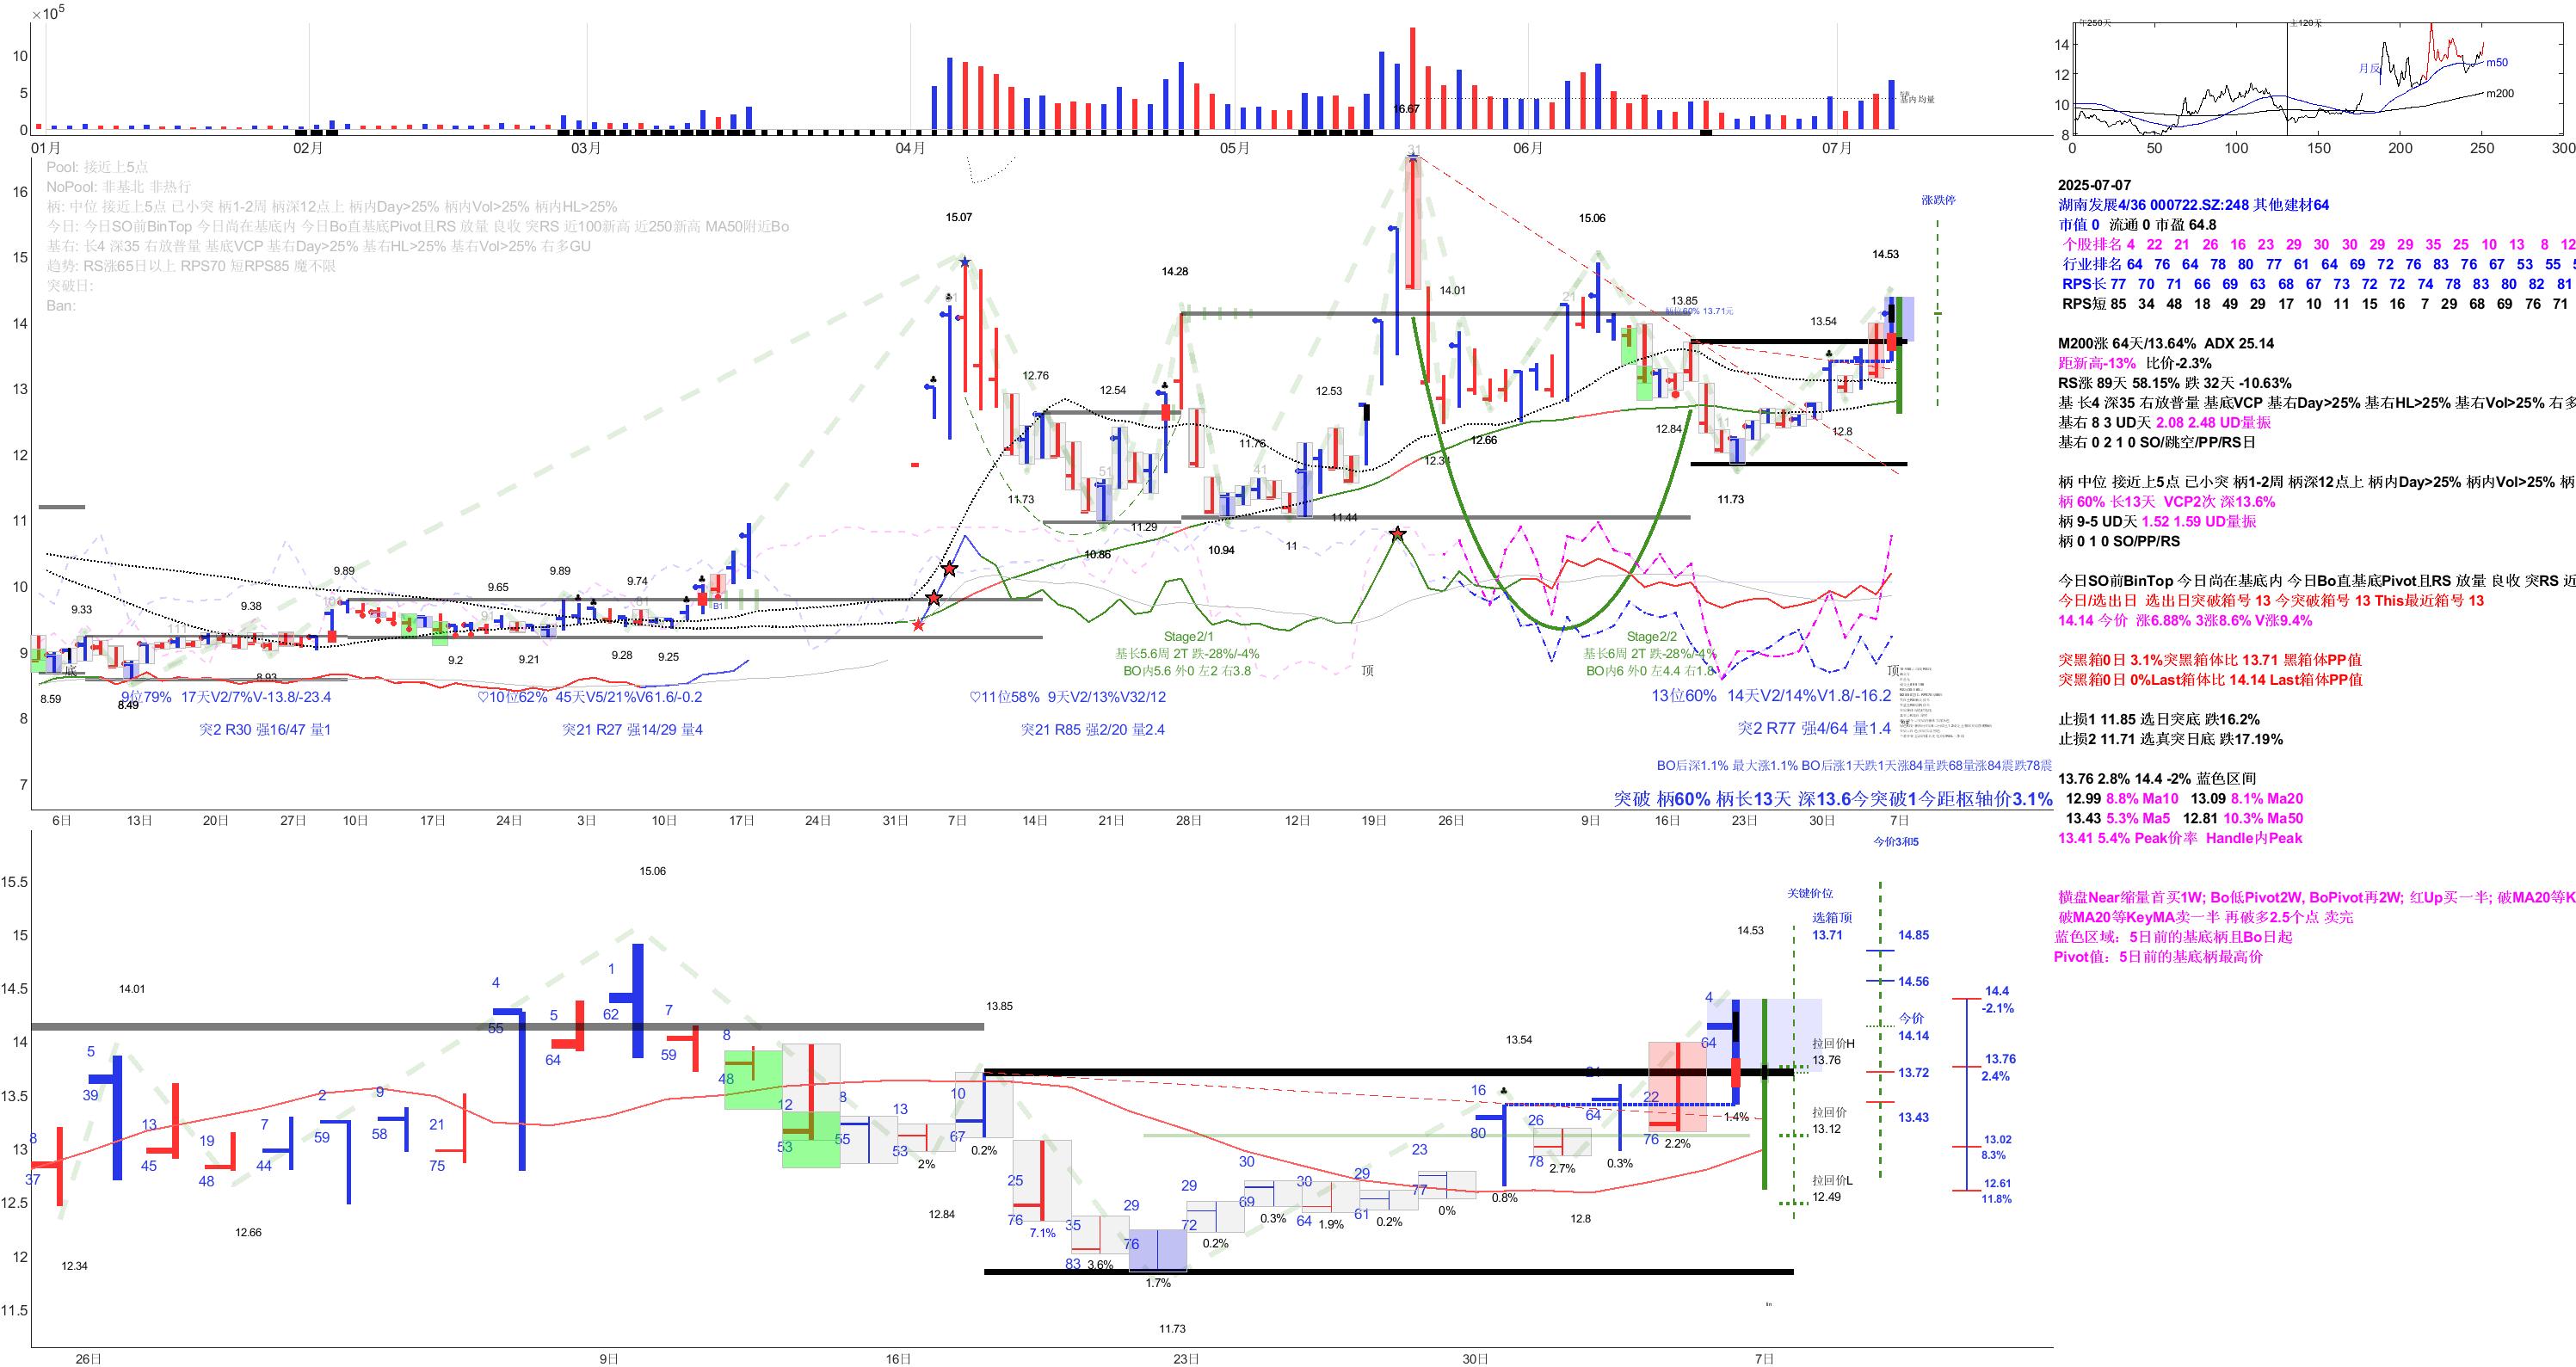 ×10⁵
10
5
0
16.67
基内 均量
01月 02月 03月 04月 05月 06月 07月
Pool: 接近上5点
NoPool: 非基北 非热行
柄: 中位 接近上5点 已小突 柄1-2周 柄深12点上 柄内Day>25% 柄内Vol>25% 柄内HL>25%
今日: 今日SO前BinTop 今日尚在基底内 今日Bo直基底Pivot且RS 放量 良收 突RS 近100新高 近250新高 MA50附近Bo
基右: 长4 深35 右放普量 基底VCP 基右Day>25% 基右HL>25% 基右Vol>25% 右多GU
趋势: RS涨65日以上 RPS70 短RPS85 魔不限
突破日:
Ban:
16
15
14
13
12
11
10
9
8
7
15.07
14.28
14.01
15.06
13.85
柄位60% 13.71元
13.54
14.53
涨跌停
12.76
12.54
12.53
11.76
12.34
12.66
12.84
12.8
11.73
11.29
10.86
10.94
11
11.44
11.73
9.33
9.38
9.89
9.65
9.89
9.74
B1
9.2
9.21
9.28
9.25
8.93
8.59
8.49
底
顶
顶
Stage2/1
基长5.6周 2T 跌-28%/-4%
BO内5.6 外0 左2 右3.8
Stage2/2
基长6周 2T 跌-28%/-4%
BO内6 外0 左4.4 右1.8
9位79% 17天V2/7%V-13.8/-23.4
突2 R30 强16/47 量1
♡10位62% 45天V5/21%V61.6/-0.2
突21 R27 强14/29 量4
♡11位58% 9天V2/13%V32/12
突21 R85 强2/20 量2.4
13位60% 14天V2/14%V1.8/-16.2
突2 R77 强4/64 量1.4
BO后深1.1% 最大涨1.1% BO后涨1天跌1天涨84量跌68量涨84震跌78震
突破 柄60% 柄长13天 深13.6今突破1今距枢轴价3.1%
6日 13日 20日 27日 10日 17日 24日 3日 10日 17日 24日 31日 7日 14日 21日 28日 12日 19日 26日 9日 16日 23日 30日 7日
年250天
上120天
14
12
10
8
月反
m50
m200
0 50 100 150 200 250 300
2025-07-07
湖南发展4/36 000722.SZ:248 其他建材64
市值 0 流通 0 市盈 64.8
个股排名 4 22 21 26 16 23 29 30 30 29 29 35 25 10 13 8 12
行业排名 64 76 64 78 80 77 61 64 69 72 76 83 76 67 53 55
RPS长 77 70 71 66 69 63 68 67 73 72 72 74 78 83 80 82 81
RPS短 85 34 48 18 49 29 17 10 11 15 16 7 29 68 69 76 71
M200涨 64天/13.64% ADX 25.14
距新高-13% 比价-2.3%
RS涨 89天 58.15% 跌 32天 -10.63%
基 长4 深35 右放普量 基底VCP 基右Day>25% 基右HL>25% 基右Vol>25% 右多
基右 8 3 UD天 2.08 2.48 UD量振
基右 0 2 1 0 SO/跳空/PP/RS日
柄 中位 接近上5点 已小突 柄1-2周 柄深12点上 柄内Day>25% 柄内Vol>25% 柄
柄 60% 长13天 VCP2次 深13.6%
柄 9-5 UD天 1.52 1.59 UD量振
柄 0 1 0 SO/PP/RS
今日SO前BinTop 今日尚在基底内 今日Bo直基底Pivot且RS 放量 良收 突RS 近
今日/选出日 选出日突破箱号 13 今突破箱号 13 This最近箱号 13
14.14 今价 涨6.88% 3涨8.6% V涨9.4%
突黑箱0日 3.1%突黑箱体比 13.71 黑箱体PP值
突黑箱0日 0%Last箱体比 14.14 Last箱体PP值
止损1 11.85 选日突底 跌16.2%
止损2 11.71 选真突日底 跌17.19%
13.76 2.8% 14.4 -2% 蓝色区间
12.99 8.8% Ma10 13.09 8.1% Ma20
13.43 5.3% Ma5 12.81 10.3% Ma50
13.41 5.4% Peak价率 Handle内Peak
横盘Near缩量首买1W; Bo低Pivot2W, BoPivot再2W; 红Up买一半; 破MA20等K
破MA20等KeyMA卖一半 再破多2.5个点 卖完
蓝色区域：5日前的基底柄且Bo日起
Pivot值：5日前的基底柄最高价
今价3和5
15.5
15
14.5
14
13.5
13
12.5
12
11.5
15.06
14.01
13.85
13.54
14.53
12.34
12.66
12.84
12.8
11.73
8 5 13 19 7 2 9 21 4 5 1 7 8 12 8 13 10 25 35 29 29 30 30 29 23 16 26 21 22 4
37 39 45 48 44 59 58 75 55 64 62 59 48 53 55 53 67 76 83 76 72 69 64 61 77 80 78 64 76 64
2% 0.2% 7.1% 3.6% 1.7% 0.2% 0.3% 1.9% 0.2% 0% 0.8% 2.7% 0.3% 2.2% 1.4%
关键价位
选箱顶
13.71
拉回价H
13.76
拉回价
13.12
拉回价L
12.49
14.85
14.56
今价
14.14
13.72
13.43
14.4
-2.1%
13.76
2.4%
13.02
8.3%
12.61
11.8%
26日 9日 16日 23日 30日 7日